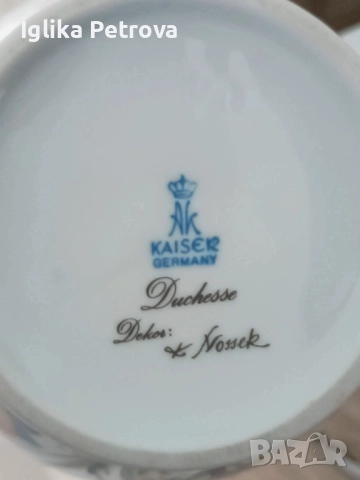 Iglika Petrova
AK
KAISER
GERMANY
Duchesse
Dekor:
K Nossek
BAZAR